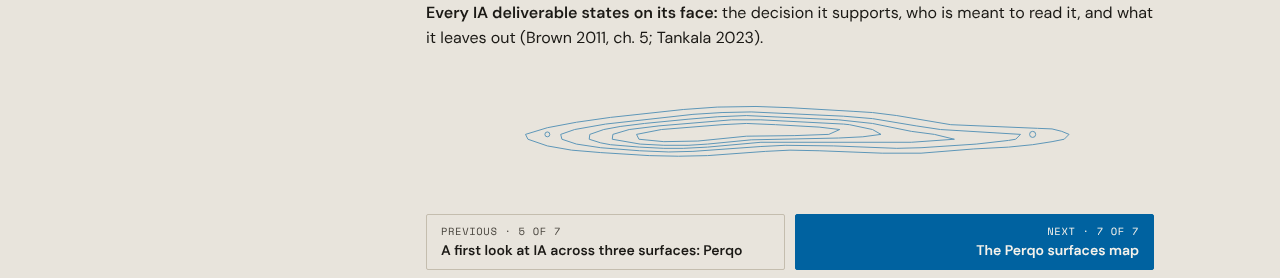 Every IA deliverable states on its face: the decision it supports, who is meant to read it, and what
it leaves out (Brown 2011, ch. 5; Tankala 2023).
PREVIOUS · 5 OF 7
A first look at IA across three surfaces: Perqo
NEXT · 7 OF 7
The Perqo surfaces map